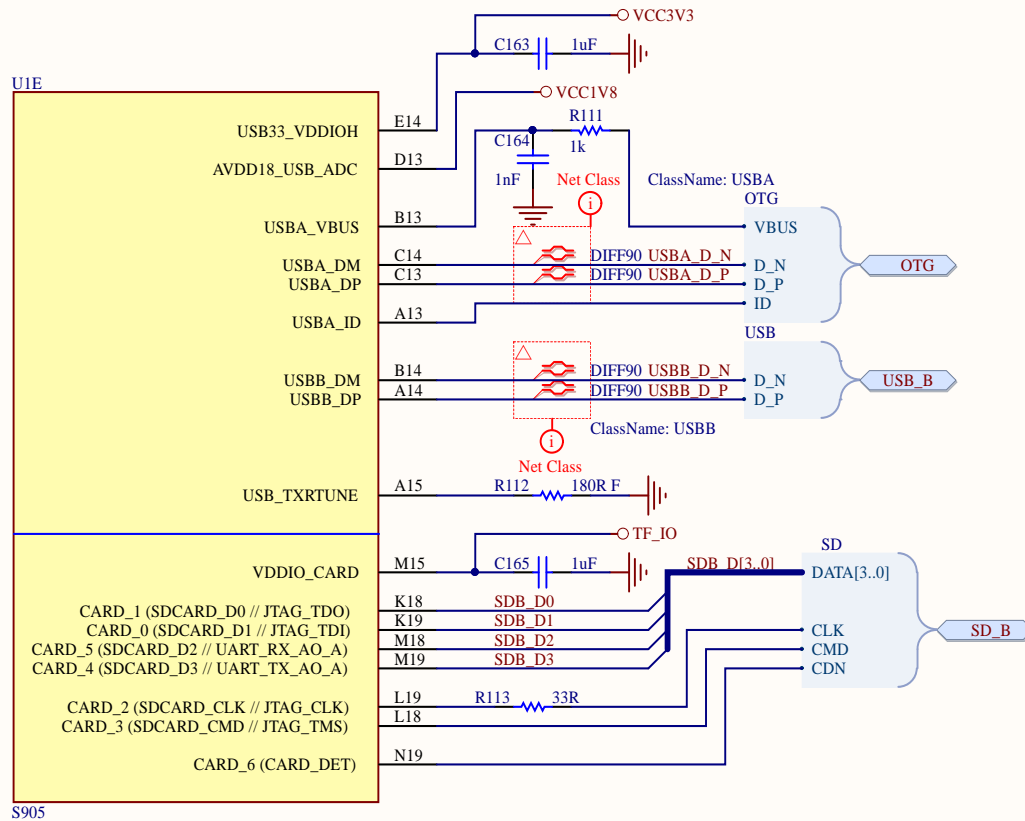 VCC3V3
C163 1uF
U1E
VCC1V8
USB33_VDDIOH E14
R111
C164 1k
AVDD18_USB_ADC D13
1nF Net Class ClassName: USBA
i OTG
USBA_VBUS B13 VBUS
USBA_DM C14 DIFF90 USBA_D_N D_N OTG
USBA_DP C13 DIFF90 USBA_D_P D_P
ID
USBA_ID A13
USB
USBB_DM B14 DIFF90 USBB_D_N D_N USB_B
USBB_DP A14 DIFF90 USBB_D_P D_P
ClassName: USBB
i
Net Class
USB_TXRTUNE A15 R112 180R F
TF_IO
SD
VDDIO_CARD M15 C165 1uF SDB_D[3..0] DATA[3..0]
CARD_1 (SDCARD_D0 // JTAG_TDO) K18 SDB_D0
CARD_0 (SDCARD_D1 // JTAG_TDI) K19 SDB_D1 CLK SD_B
CARD_5 (SDCARD_D2 // UART_RX_AO_A) M18 SDB_D2 CMD
CARD_4 (SDCARD_D3 // UART_TX_AO_A) M19 SDB_D3 CDN
CARD_2 (SDCARD_CLK // JTAG_CLK) L19 R113 33R
CARD_3 (SDCARD_CMD // JTAG_TMS) L18
CARD_6 (CARD_DET) N19
S905